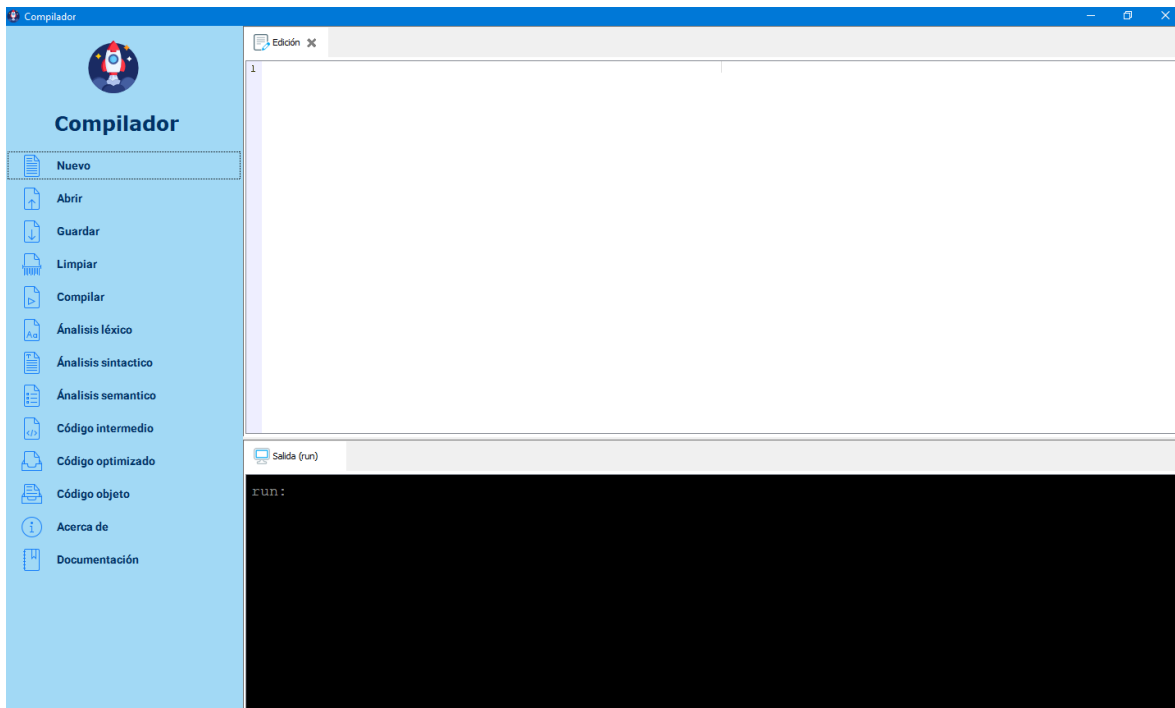 Compilador
Compilador
Nuevo
Abrir
Guardar
Limpiar
Compilar
Aα
Ánalisis léxico
Ánalisis sintactico
Ánalisis semantico
</>
Código intermedio
Código optimizado
Código objeto
i
Acerca de
Documentación
Edición
1
Salida (run)
run: